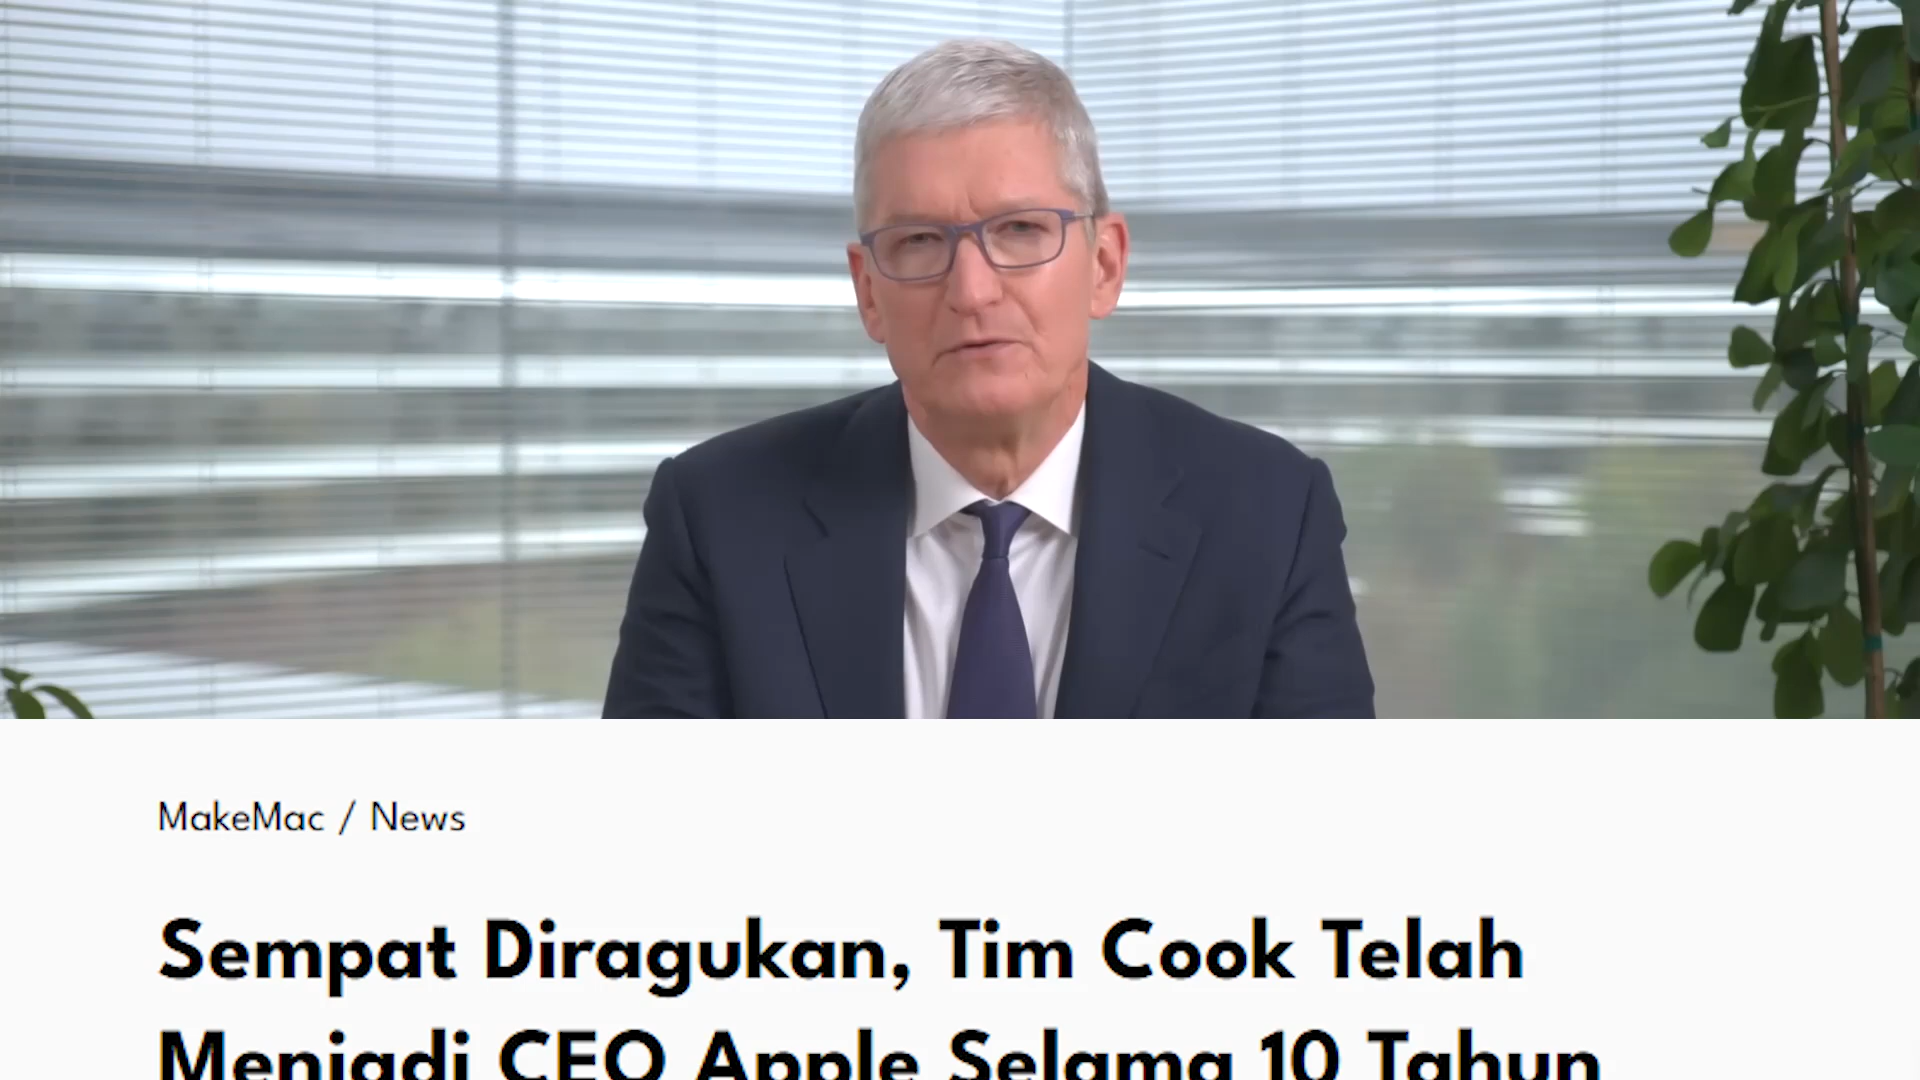 MakeMac / News
Sempat Diragukan, Tim Cook Telah
Menjadi CEO Apple Selama 10 Tahun